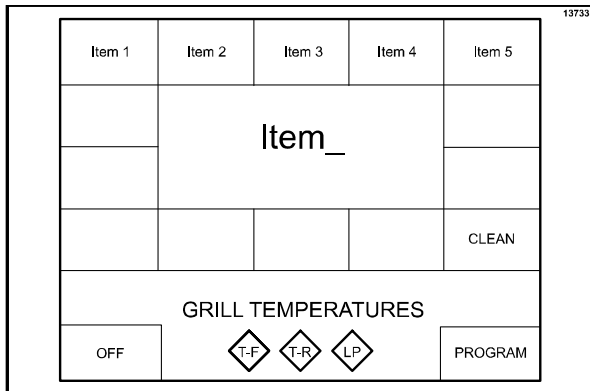 13733
Item 1 Item 2 Item 3 Item 4 Item 5
Item_
CLEAN
GRILL TEMPERATURES
OFF T-F T-R LP PROGRAM